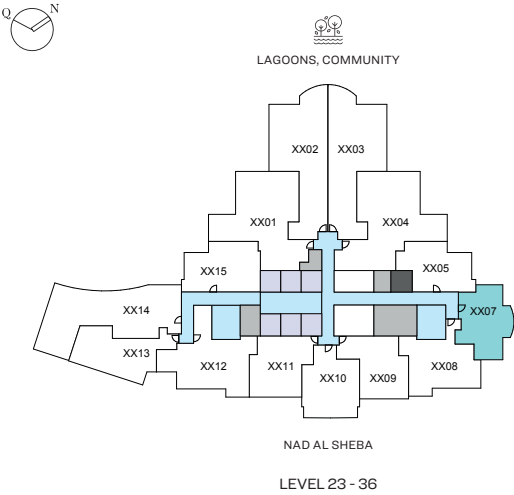 Q
N
LAGOONS, COMMUNITY
XX02
XX03
XX01
XX04
XX15
XX05
XX14
XX07
XX13
XX12
XX11
XX10
XX09
XX08
NAD AL SHEBA
LEVEL 23 - 36